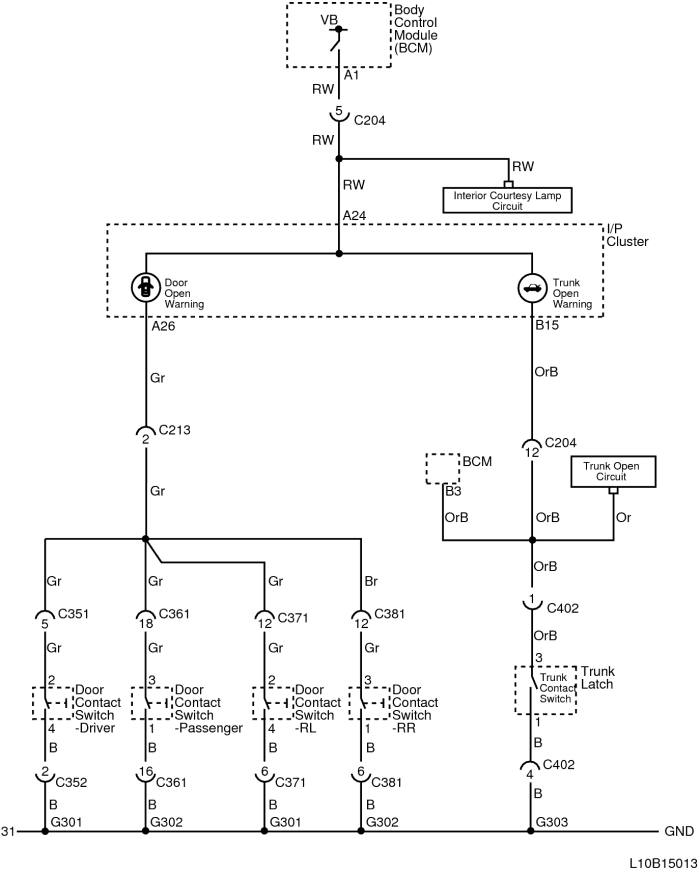 VB
Body
Control
Module
(BCM)
A1
RW
5
C204
RW
RW
RW
Interior Courtesy Lamp
Circuit
A24
I/P
Cluster
Door
Open
Warning
Trunk
Open
Warning
A26
B15
Gr
OrB
C213
2
C204
12
BCM
B3
Trunk Open
Circuit
Gr
OrB
OrB
Or
OrB
Gr
Gr
Gr
Br
C351
5
C361
18
C371
12
C381
12
1
C402
Gr
Gr
Gr
Gr
OrB
2
3
2
3
3
Door
Contact
Switch
-Driver
Door
Contact
Switch
-Passenger
Door
Contact
Switch
-RL
Door
Contact
Switch
-RR
Trunk
Contact
Switch
Trunk
Latch
4
1
4
1
1
B
B
B
B
B
2
C352
16
C361
6
C371
6
C381
C402
4
B
B
B
B
B
G301
G302
G301
G302
G303
31
GND
L10B15013